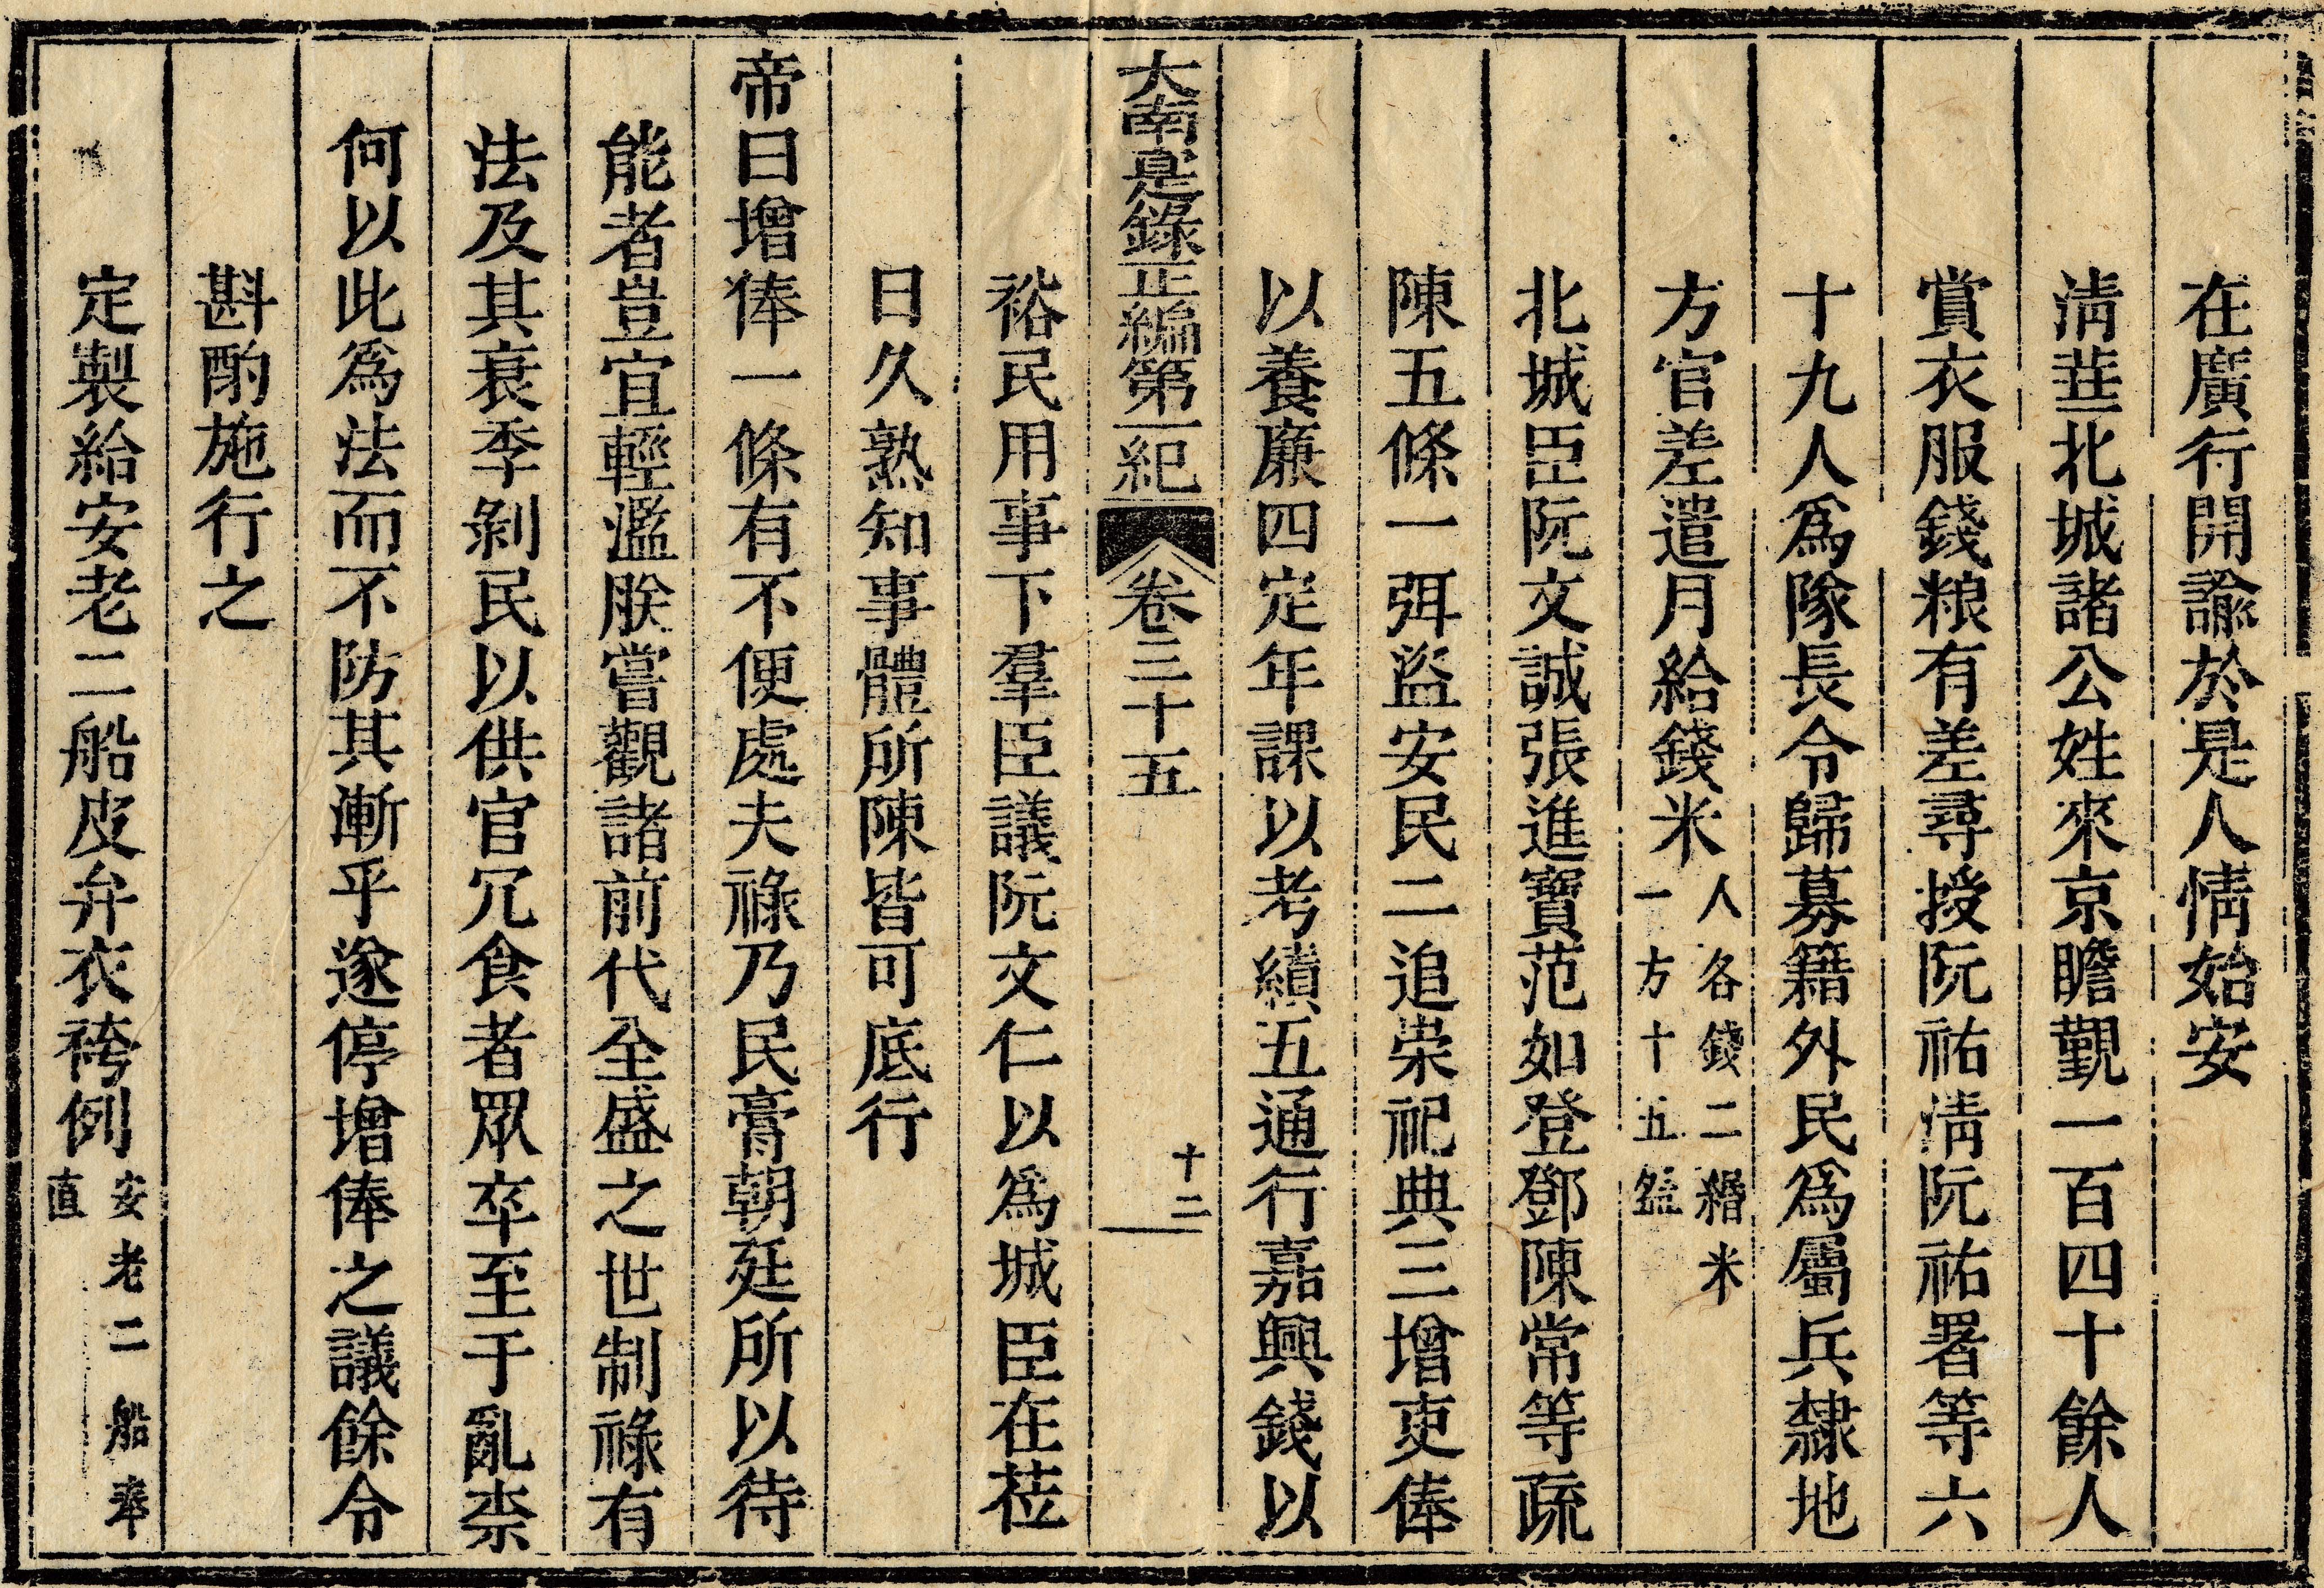 在廣行開諭於是人情始安
淸華北城諸公姓來京瞻覲一百四十餘人
賞衣服錢粮有差尋授阮祐淸阮祐署等六
十九人爲隊長令歸募籍外民爲屬兵隸地
方官差遣月給錢米人各錢二緡米
一方十五𥼱
北城臣阮文誠張進寶范如登鄧陳常等疏
陳五條一弭盜安民二追崇祀典三增吏俸
以養廉四定年課以考績五通行嘉興錢以
大南寔錄正編第一紀 卷三十五 十二
裕民用事下羣臣議阮文仁以爲城臣在莅
日久熟知事體所陳皆可底行
帝曰增俸一條有不便處夫祿乃民膏朝廷所以待
能者豈宜輕濫朕嘗觀諸前代全盛之世制祿有
法及其衰季剝民以供官冗食者眾卒至于亂柰
何以此爲法而不防其漸乎遂停增俸之議餘令
斟酌施行之
定製給安老二船皮弁衣袴例安老二船奉
直